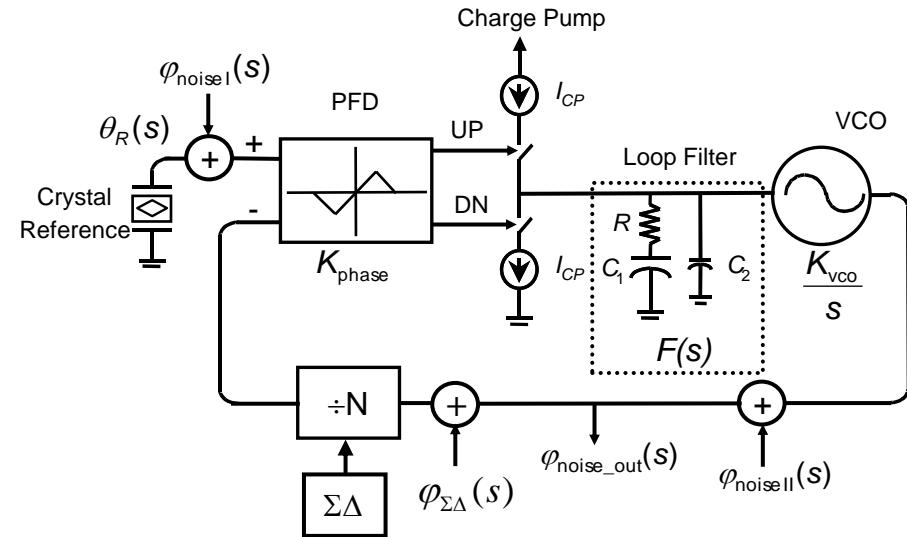 Charge Pump
φnoiseI(s)
PFD
ICP
VCO
θR(s)
+
UP
Loop Filter
+
Crystal
Reference
-
DN
R
Kphase
ICP
C1
C2
Kvco
s
F(s)
÷N
+
+
φnoise_out(s)
φnoiseII(s)
ΣΔ
φΣΔ(s)